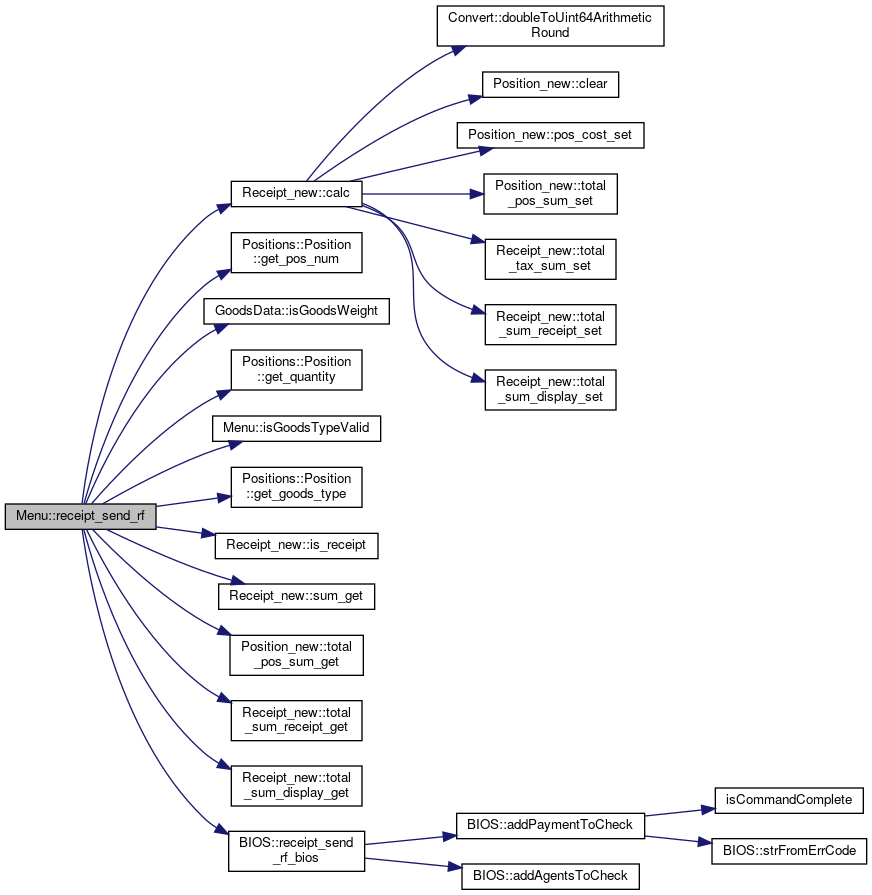 Convert::doubleToUint64Arithmetic
Round
Position_new::clear
Position_new::pos_cost_set
Receipt_new::calc
Position_new::total
_pos_sum_set
Positions::Position
::get_pos_num
Receipt_new::total
_tax_sum_set
GoodsData::isGoodsWeight
Receipt_new::total
_sum_receipt_set
Positions::Position
::get_quantity
Receipt_new::total
_sum_display_set
Menu::isGoodsTypeValid
Positions::Position
::get_goods_type
Menu::receipt_send_rf
Receipt_new::is_receipt
Receipt_new::sum_get
Position_new::total
_pos_sum_get
Receipt_new::total
_sum_receipt_get
Receipt_new::total
_sum_display_get
BIOS::receipt_send
_rf_bios
BIOS::addPaymentToCheck
isCommandComplete
BIOS::strFromErrCode
BIOS::addAgentsToCheck